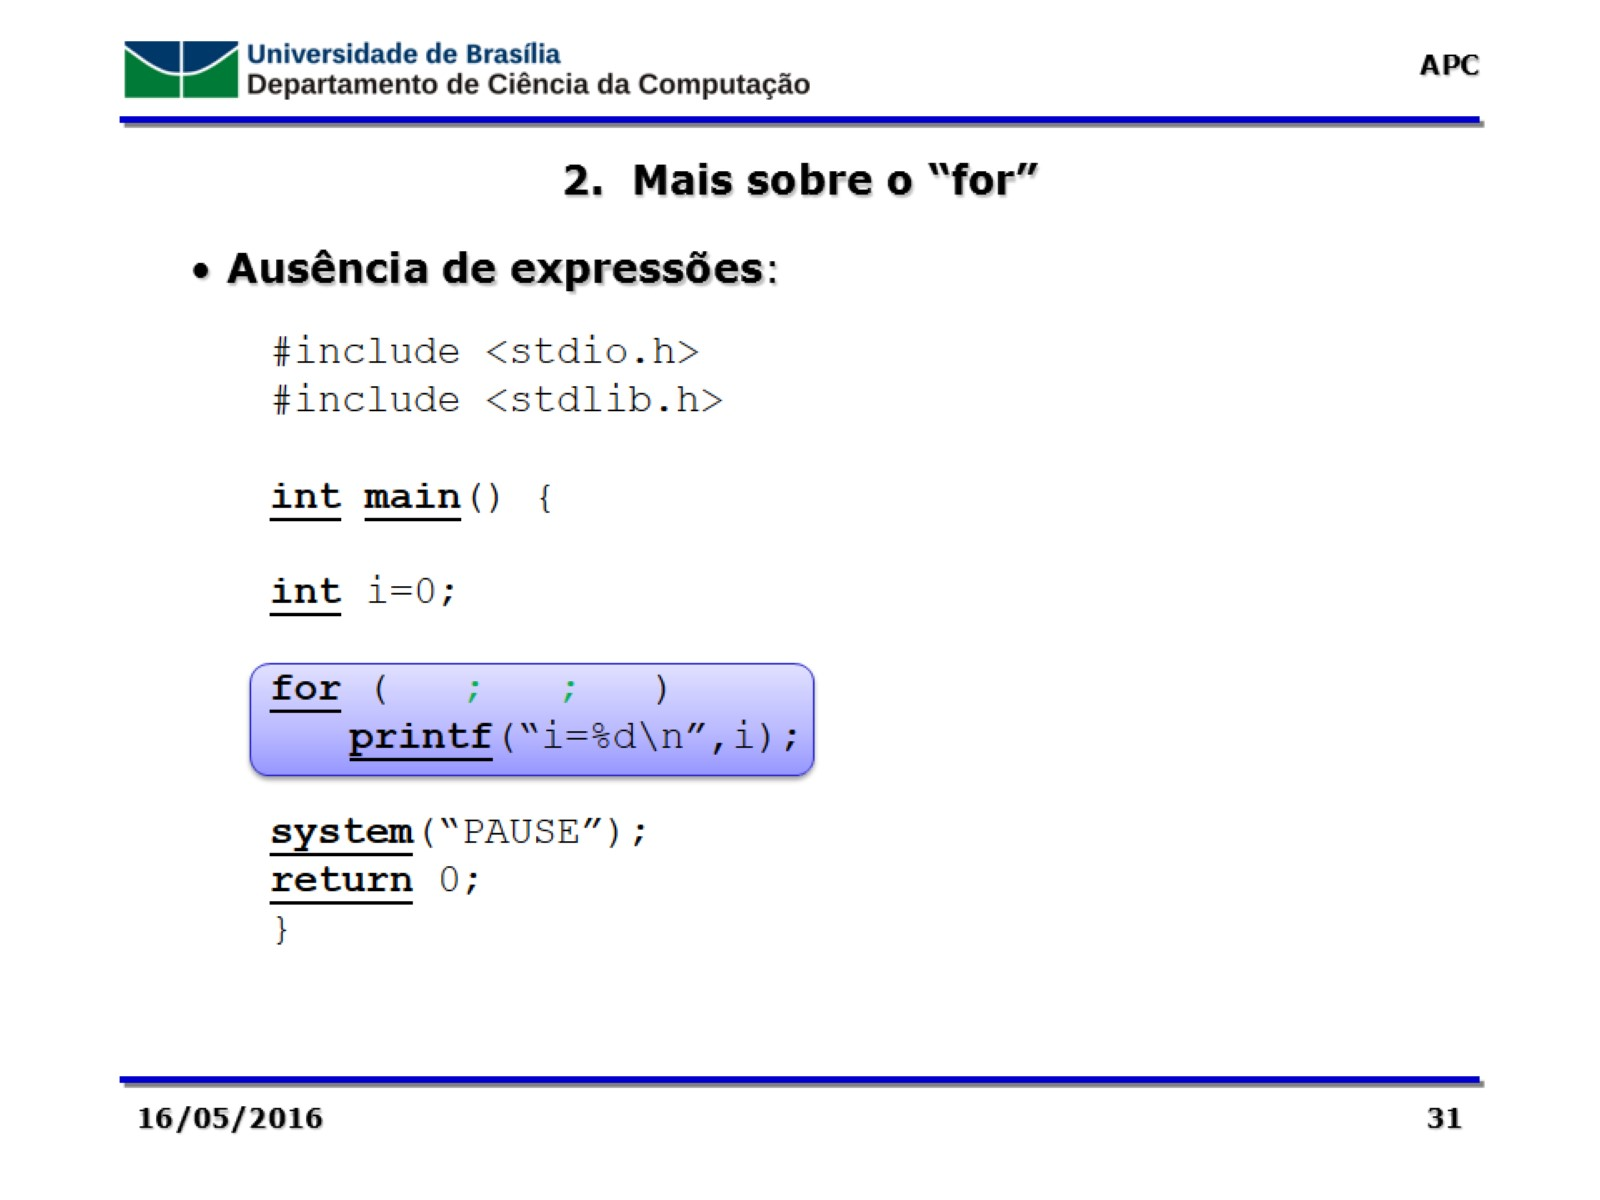 Universidade de Brasília
Departamento de Ciência da Computação
APC
2. Mais sobre o “for”
• Ausência de expressões:
#include <stdio.h>
#include <stdlib.h>
int main() {
int i=0;
for ( ; ; )
printf(“i=%d\n”,i);
system(“PAUSE”);
return 0;
}
16/05/2016
31